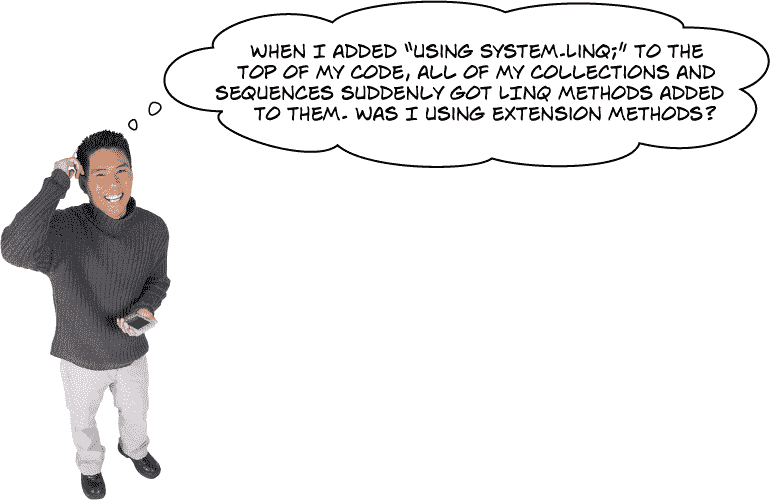 WHEN I ADDED "USING SYSTEM.LINQ;" TO THE
TOP OF MY CODE, ALL OF MY COLLECTIONS AND
SEQUENCES SUDDENLY GOT LINQ METHODS ADDED
TO THEM. WAS I USING EXTENSION METHODS?